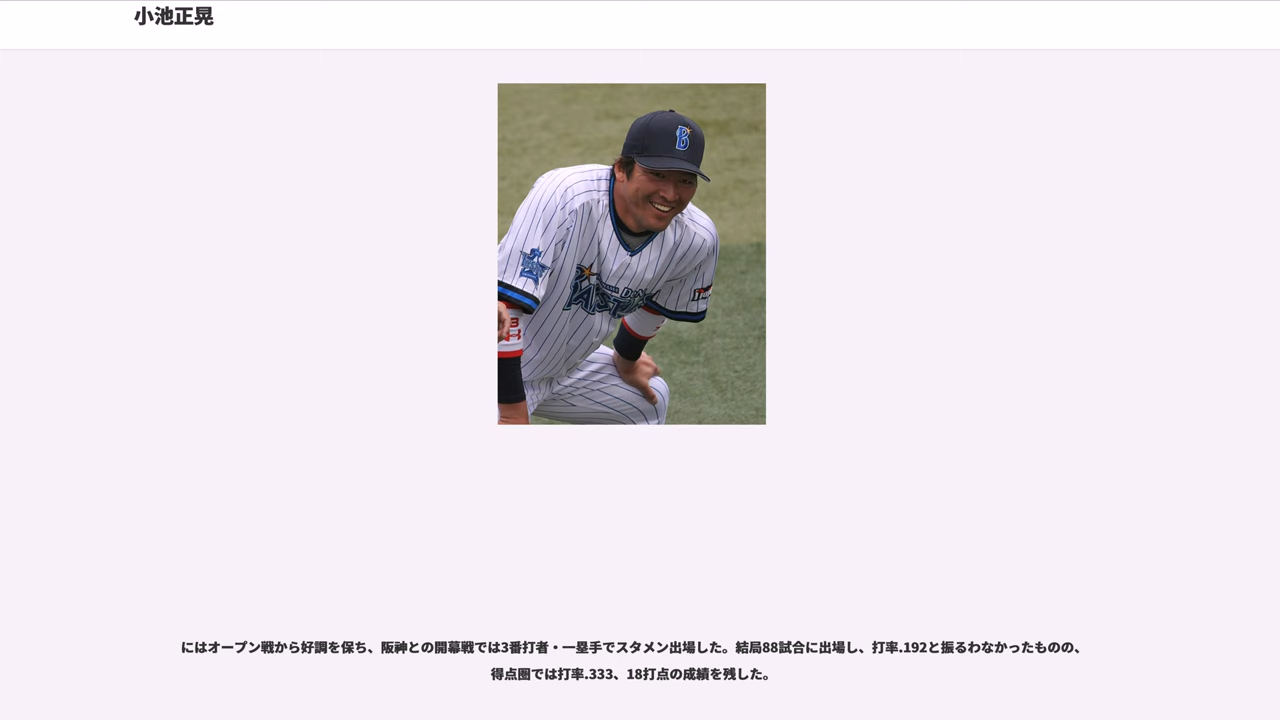 小池正晃
B
にはオープン戦から好調を保ち、阪神との開幕戦では3番打者・一塁手でスタメン出場した。結局88試合に出場し、打率.192と振るわなかったものの、
得点圏では打率.333、18打点の成績を残した。